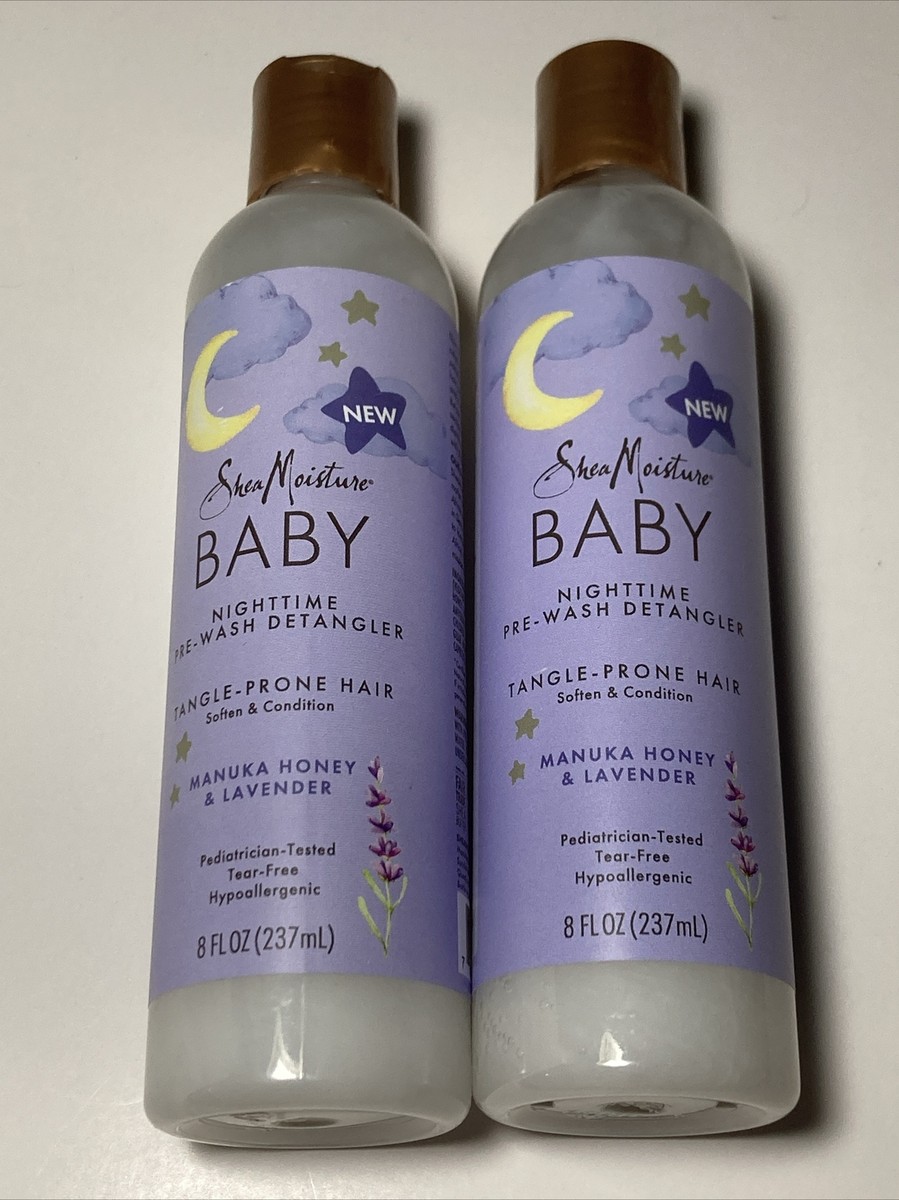 NEW
SheaMoisture®
BABY
NIGHTTIME
PRE-WASH DETANGLER
TANGLE-PRONE HAIR
Soften & Condition
MANUKA HONEY
& LAVENDER
Pediatrician-Tested
Tear-Free
Hypoallergenic
8 FL OZ (237mL)
NEW
SheaMoisture®
BABY
NIGHTTIME
PRE-WASH DETANGLER
TANGLE-PRONE HAIR
Soften & Condition
MANUKA HONEY
& LAVENDER
Pediatrician-Tested
Tear-Free
Hypoallergenic
8 FL OZ (237mL)